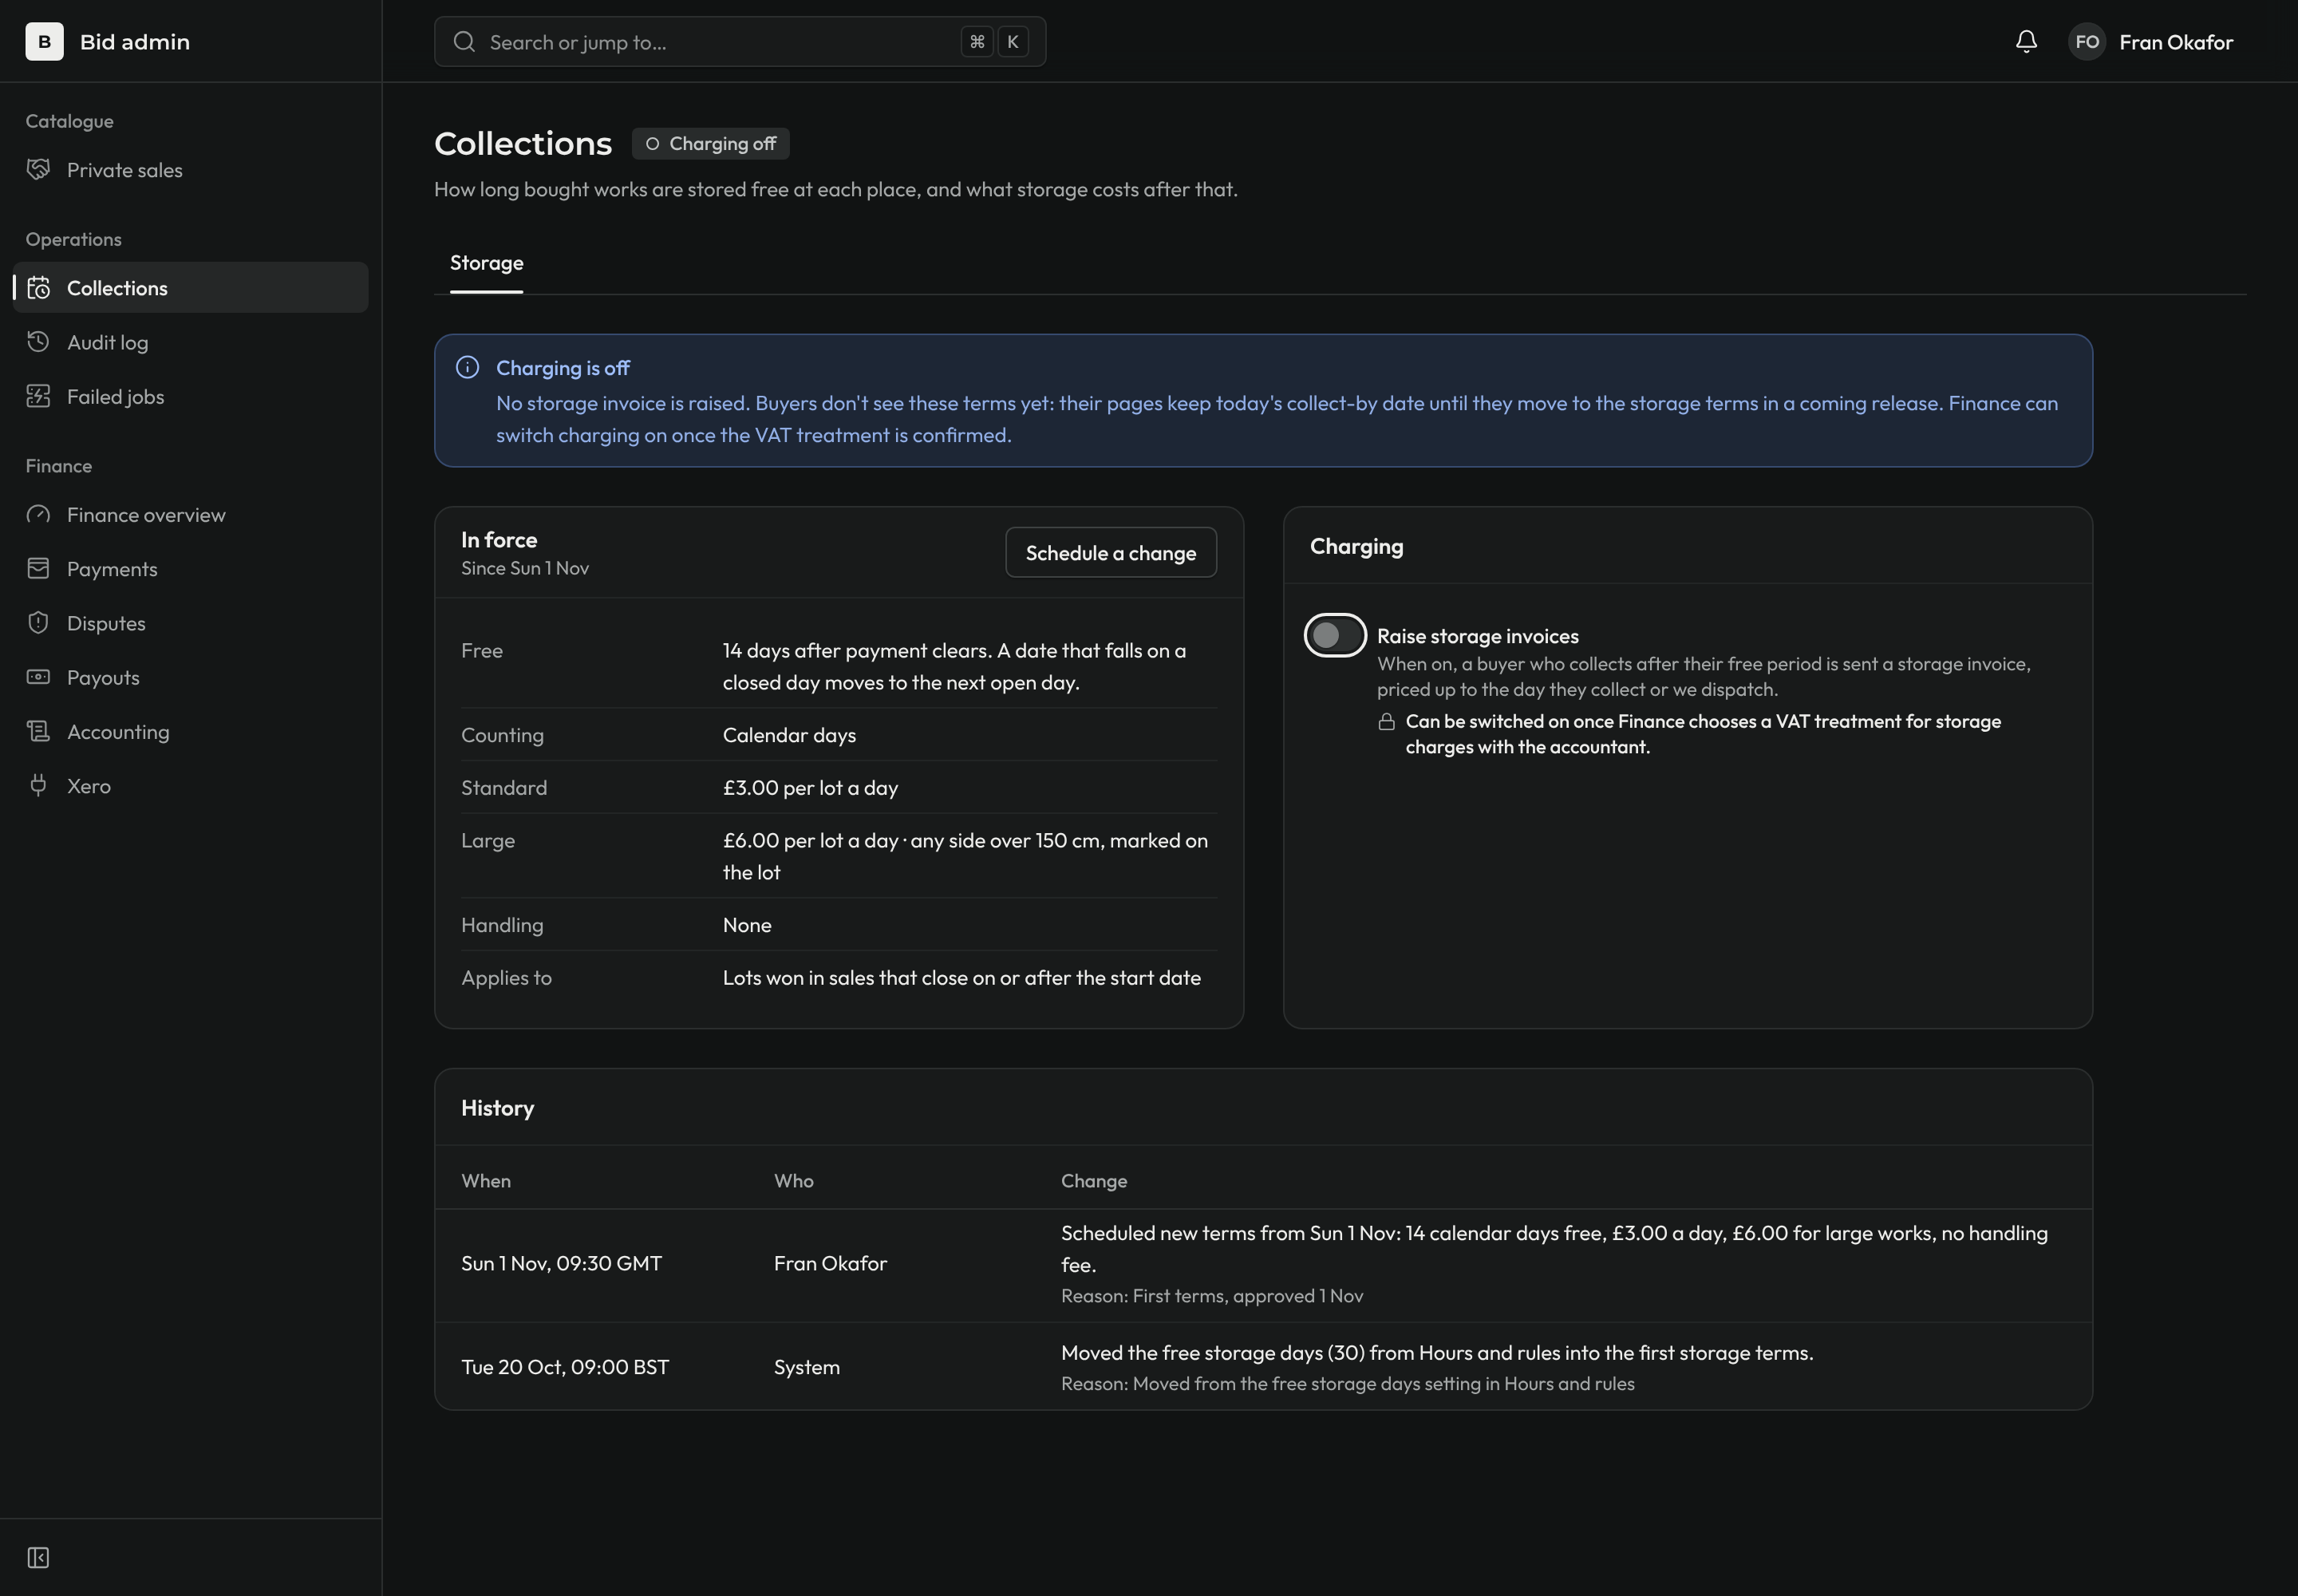 B
Bid admin
Search or jump to...
⌘ K
FO
Fran Okafor
Catalogue
Private sales
Operations
Collections
Audit log
Failed jobs
Finance
Finance overview
Payments
Disputes
Payouts
Accounting
Xero
Collections
Charging off
How long bought works are stored free at each place, and what storage costs after that.
Storage
Charging is off
No storage invoice is raised. Buyers don't see these terms yet: their pages keep today's collect-by date until they move to the storage terms in a coming release. Finance can
switch charging on once the VAT treatment is confirmed.
In force
Since Sun 1 Nov
Schedule a change
Free
14 days after payment clears. A date that falls on a
closed day moves to the next open day.
Counting
Calendar days
Standard
£3.00 per lot a day
Large
£6.00 per lot a day · any side over 150 cm, marked on
the lot
Handling
None
Applies to
Lots won in sales that close on or after the start date
Charging
Raise storage invoices
When on, a buyer who collects after their free period is sent a storage invoice,
priced up to the day they collect or we dispatch.
Can be switched on once Finance chooses a VAT treatment for storage
charges with the accountant.
History
When
Who
Change
Sun 1 Nov, 09:30 GMT
Fran Okafor
Scheduled new terms from Sun 1 Nov: 14 calendar days free, £3.00 a day, £6.00 for large works, no handling
fee.
Reason: First terms, approved 1 Nov
Tue 20 Oct, 09:00 BST
System
Moved the free storage days (30) from Hours and rules into the first storage terms.
Reason: Moved from the free storage days setting in Hours and rules